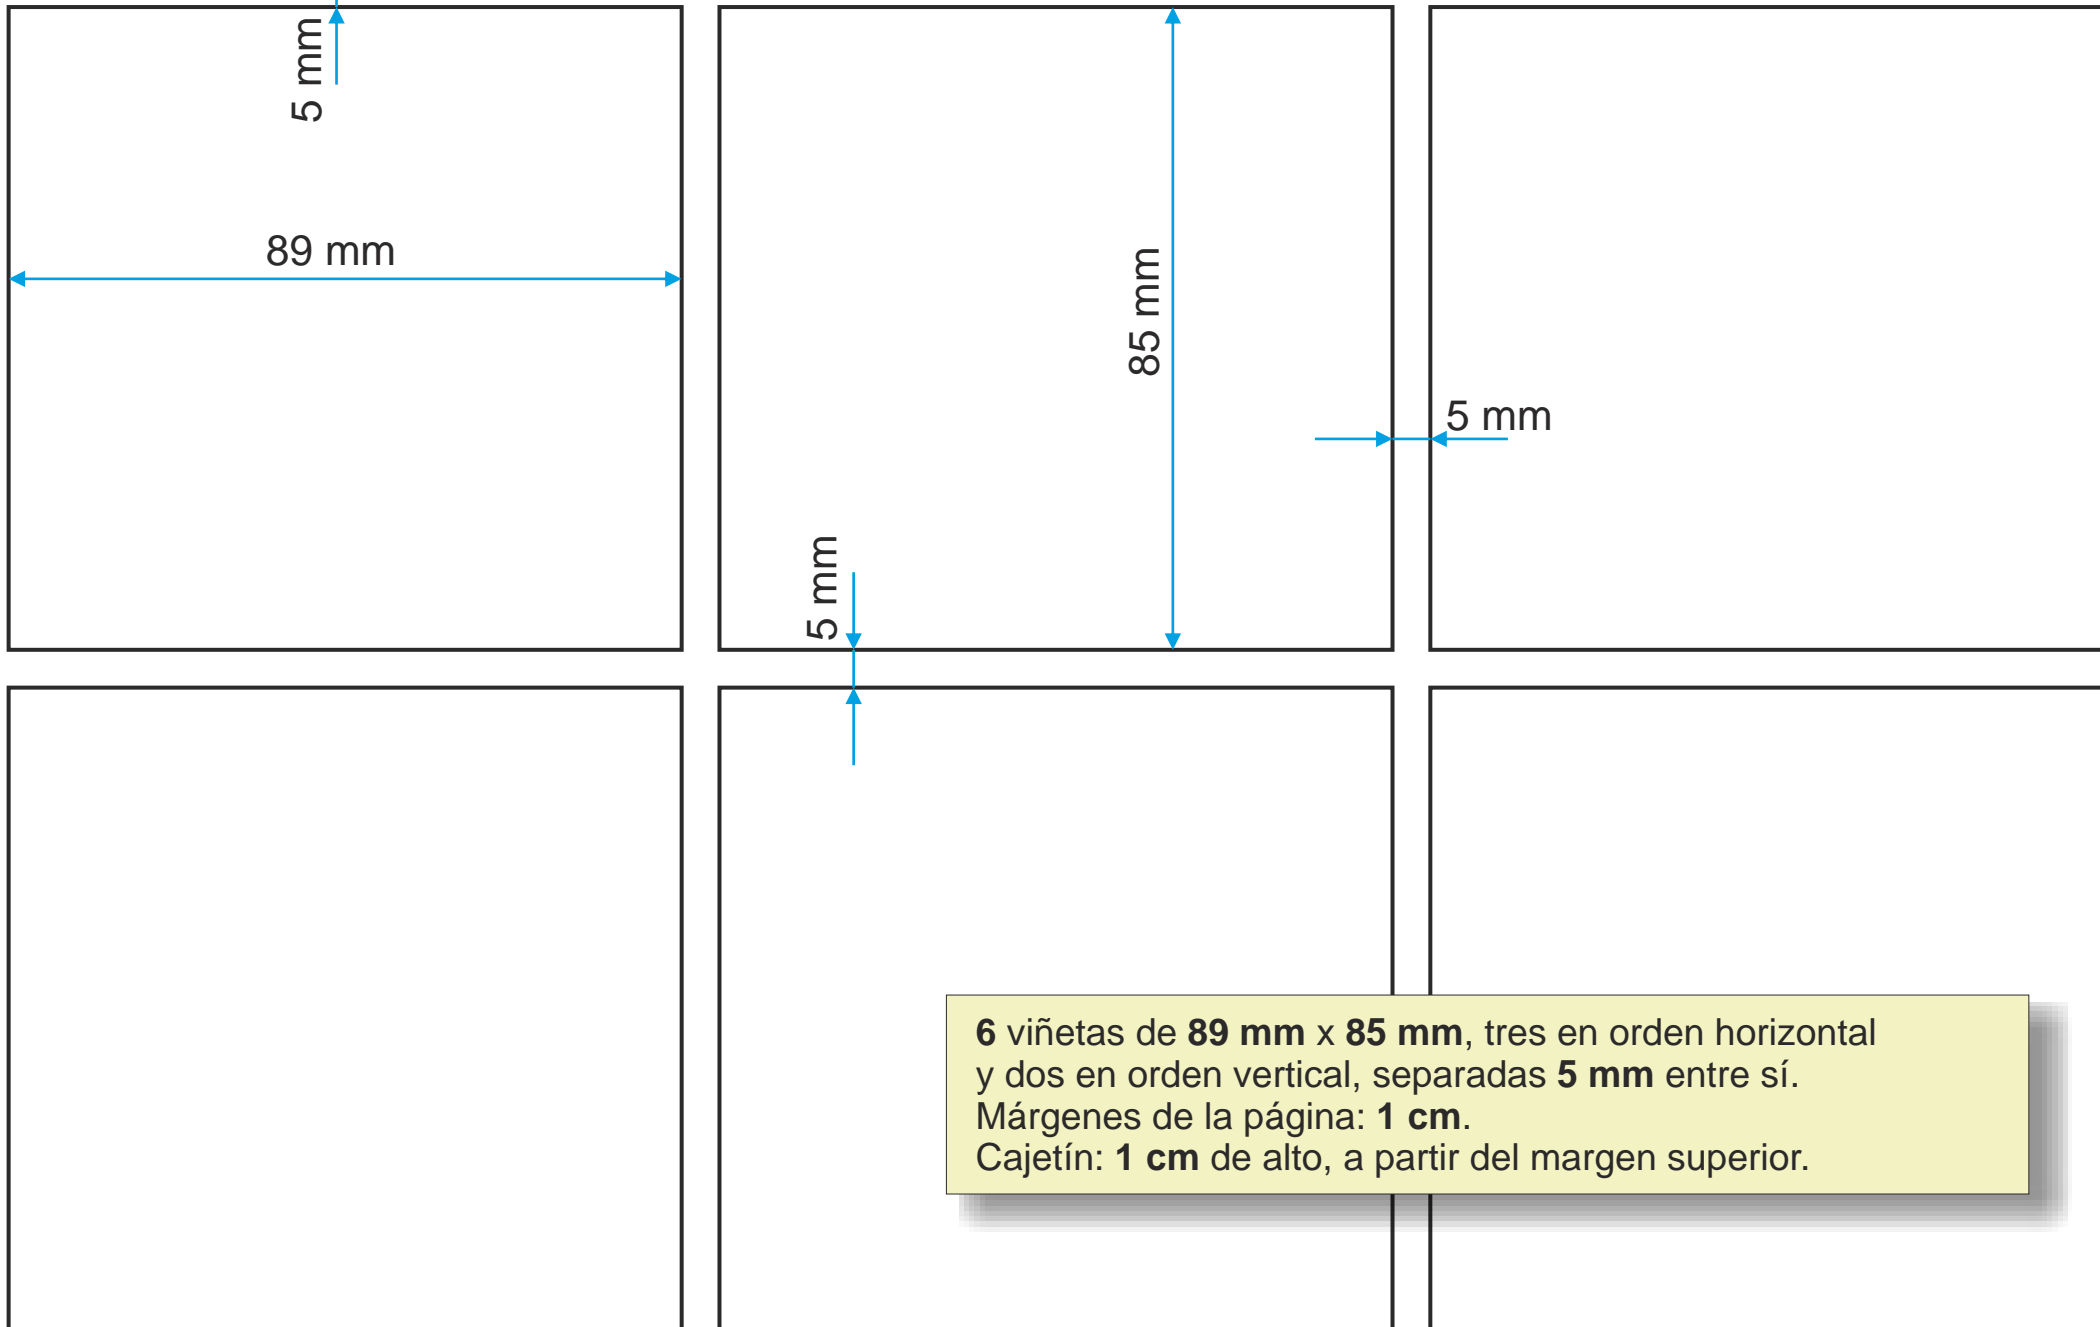 5 mm
89 mm
85 mm
5 mm
5 mm
6 viñetas de 89 mm x 85 mm, tres en orden horizontal
y dos en orden vertical, separadas 5 mm entre sí.
Márgenes de la página: 1 cm.
Cajetín: 1 cm de alto, a partir del margen superior.